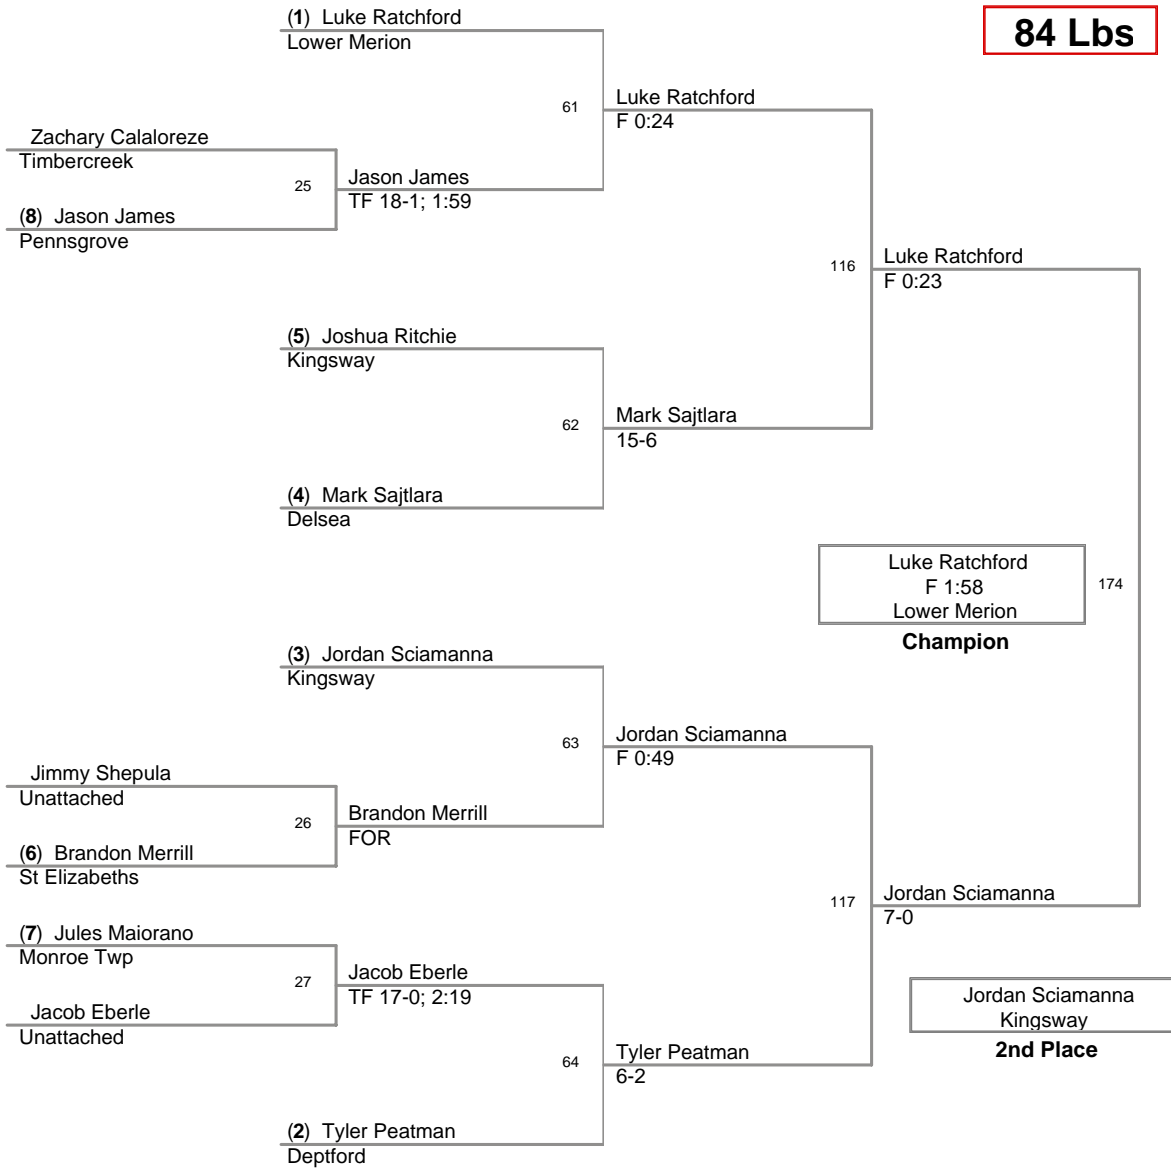 (1) Luke Ratchford
Lower Merion
84 Lbs
61
Luke Ratchford
F 0:24
Zachary Calaloreze
Timbercreek
25
Jason James
TF 18-1; 1:59
(8) Jason James
Pennsgrove
116
Luke Ratchford
F 0:23
(5) Joshua Ritchie
Kingsway
62
Mark Sajtlara
15-6
(4) Mark Sajtlara
Delsea
Luke Ratchford
F 1:58
Lower Merion
174
Champion
(3) Jordan Sciamanna
Kingsway
63
Jordan Sciamanna
F 0:49
Jimmy Shepula
Unattached
26
Brandon Merrill
FOR
(6) Brandon Merrill
St Elizabeths
117
Jordan Sciamanna
7-0
(7) Jules Maiorano
Monroe Twp
27
Jacob Eberle
TF 17-0; 2:19
Jacob Eberle
Unattached
Jordan Sciamanna
Kingsway
2nd Place
64
Tyler Peatman
6-2
(2) Tyler Peatman
Deptford